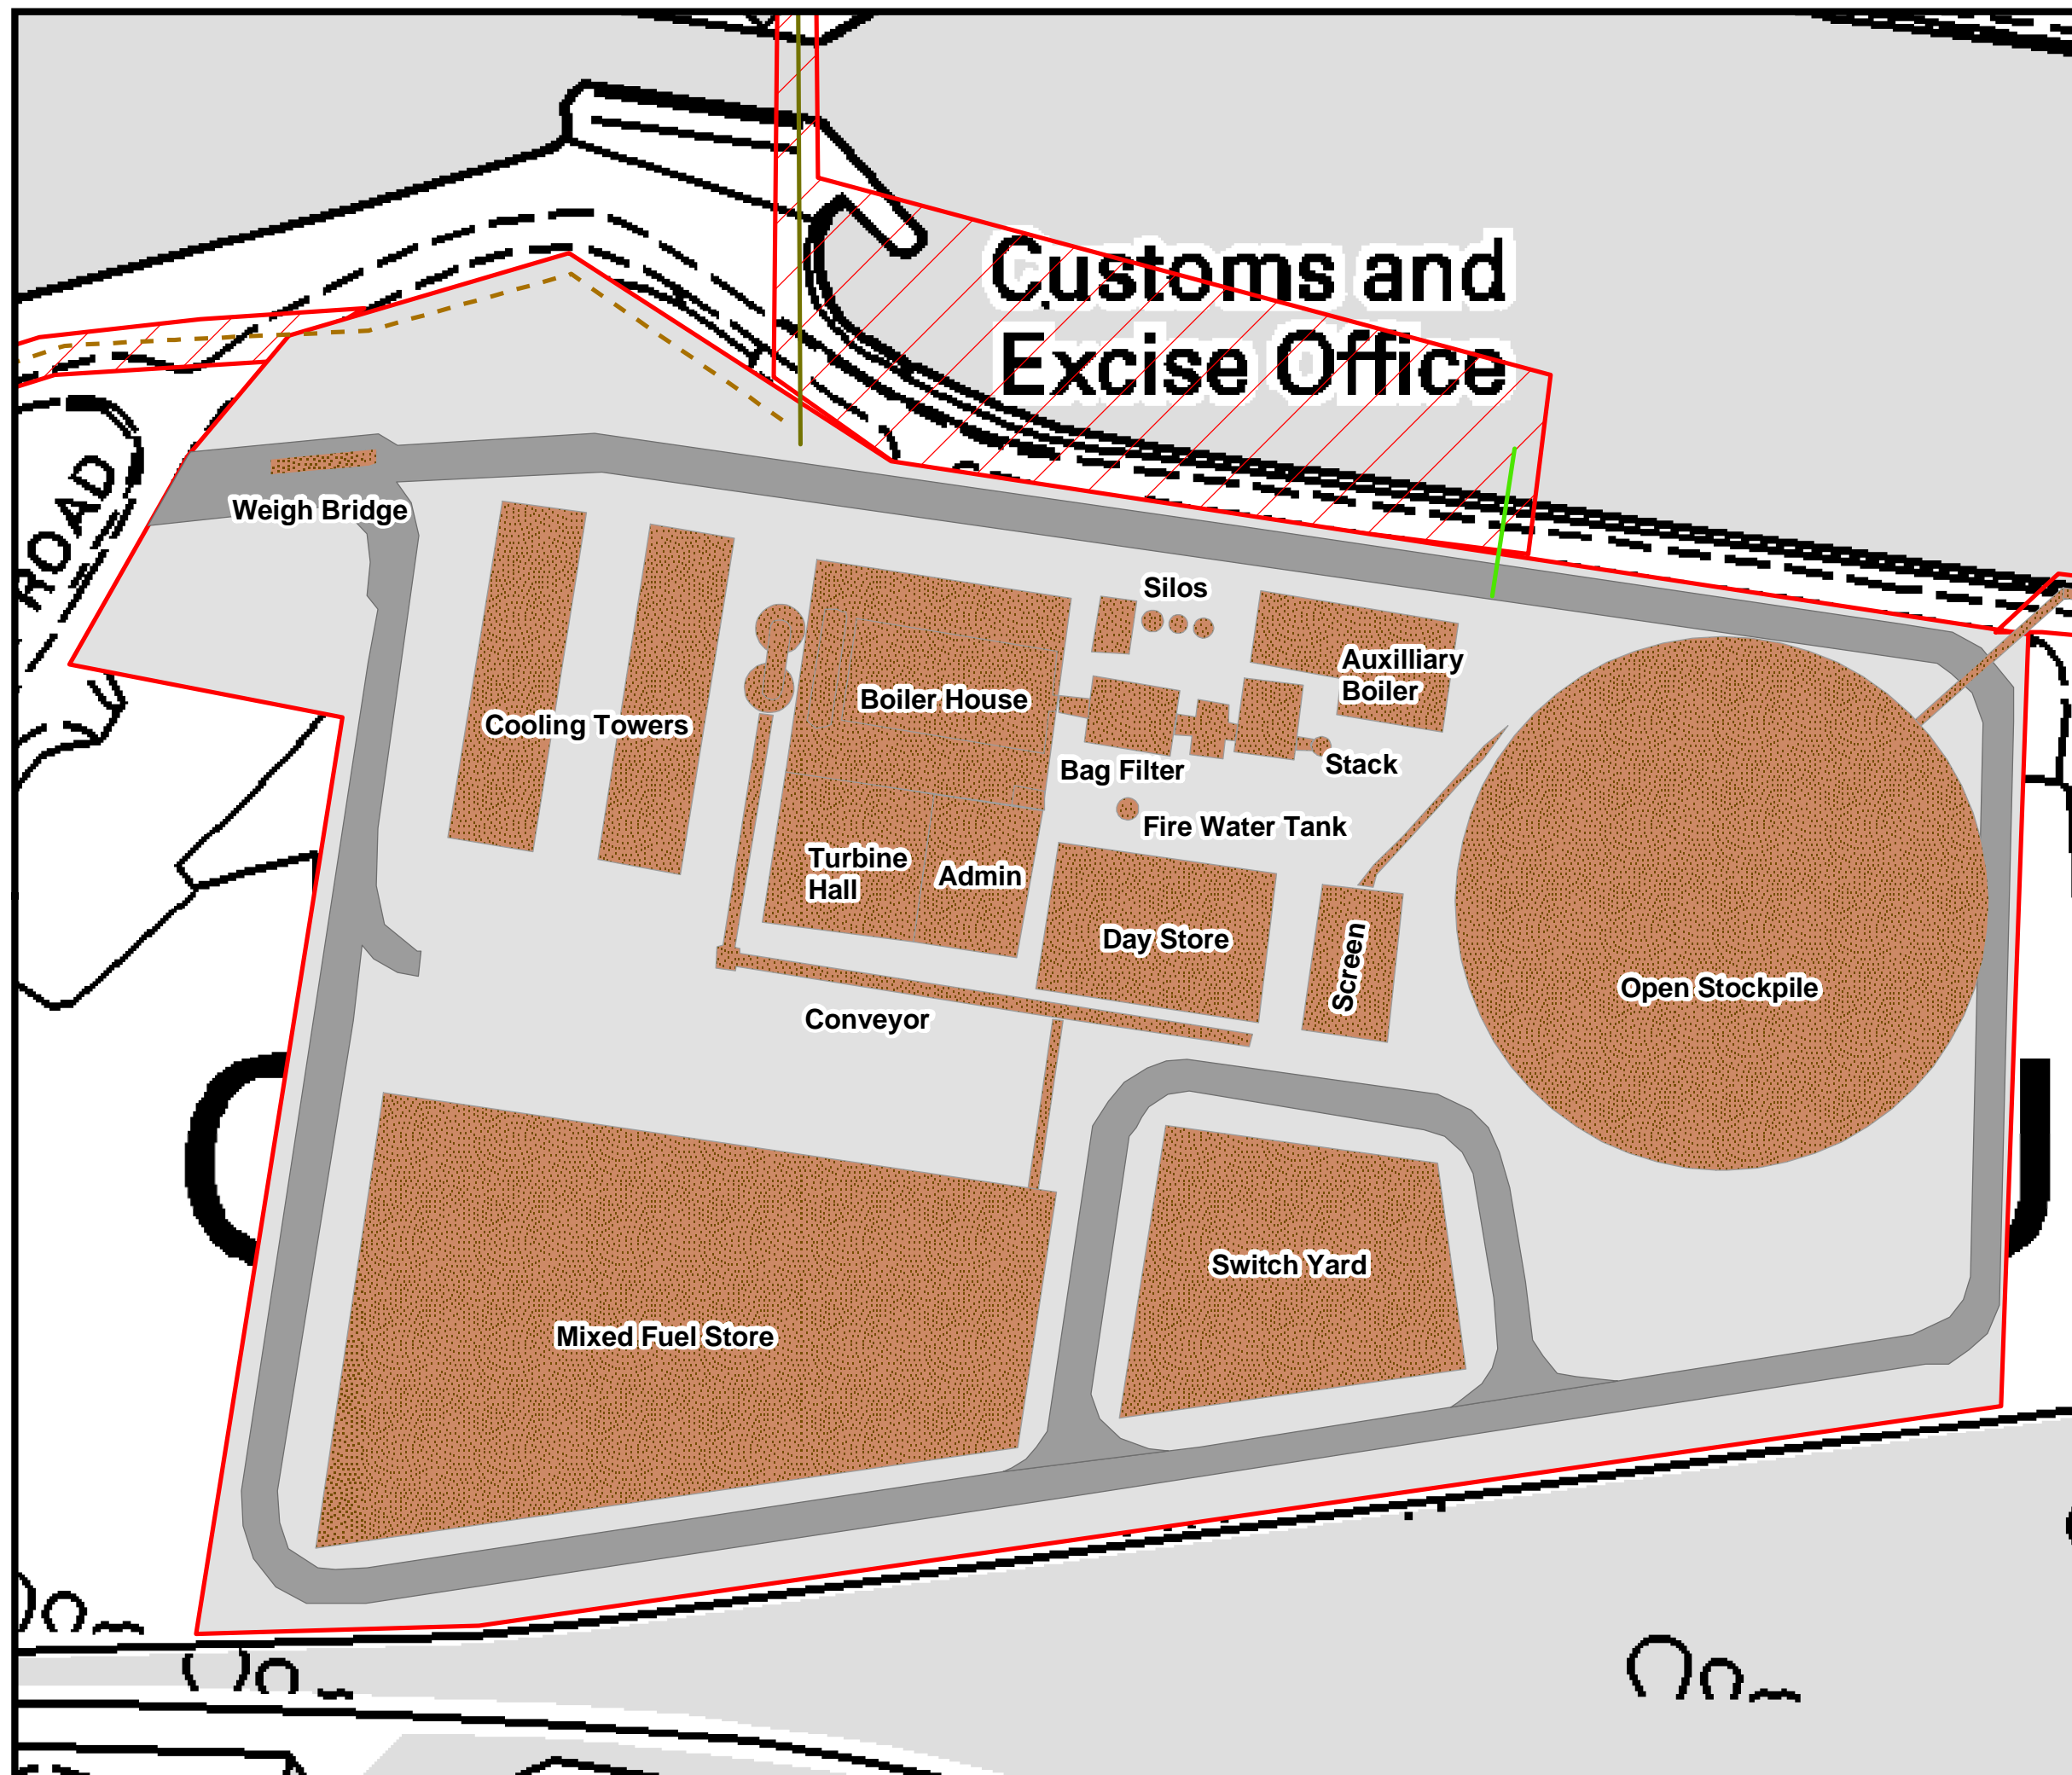 Customs and
Excise Office
ROAD
Weigh Bridge
Silos
Auxilliary
Boiler
Boiler House
Cooling Towers
Bag Filter
Stack
Fire Water Tank
Turbine
Hall
Admin
Day Store
Screen
Open Stockpile
Conveyor
Switch Yard
Mixed Fuel Store